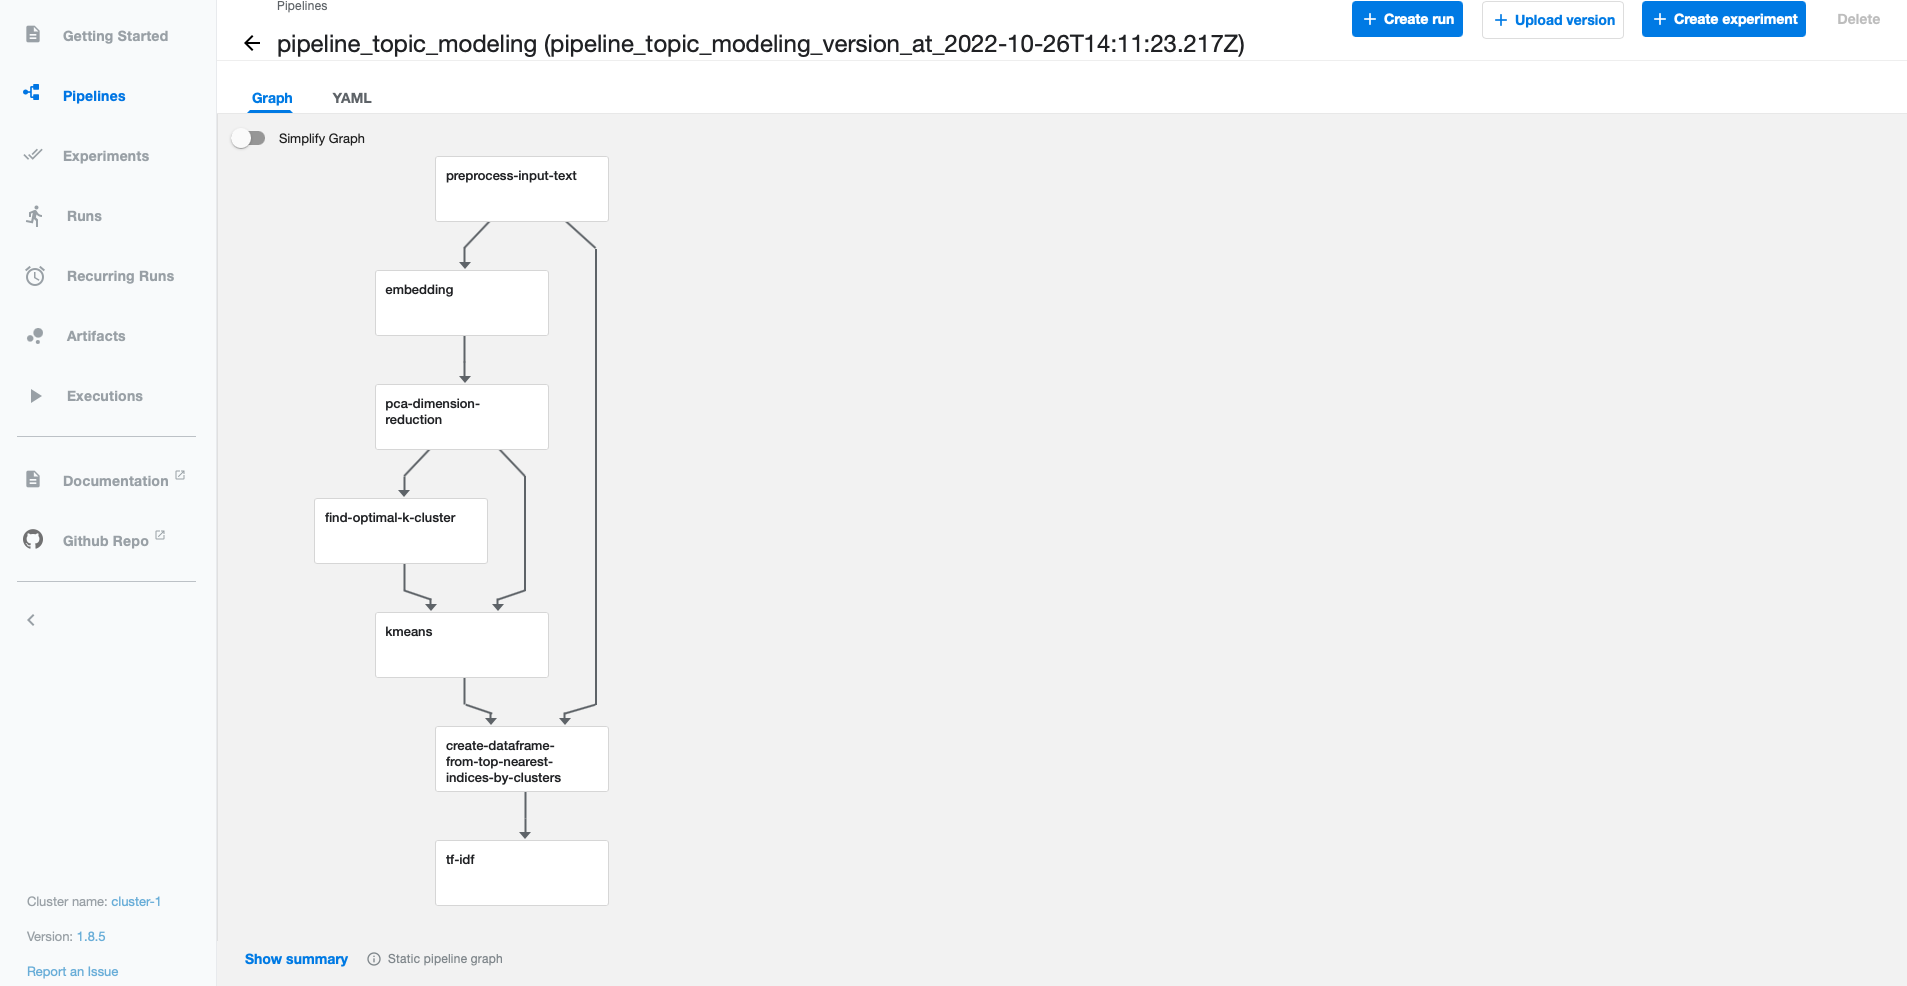 Getting Started
Pipelines
Experiments
Runs
Recurring Runs
Artifacts
Executions
Documentation
Github Repo
Cluster name: cluster-1
Version: 1.8.5
Report an Issue
Pipelines
pipeline_topic_modeling (pipeline_topic_modeling_version_at_2022-10-26T14:11:23.217Z)
+ Create run
+ Upload version
+ Create experiment
Delete
Graph
YAML
Simplify Graph
preprocess-input-text
embedding
pca-dimension-
reduction
find-optimal-k-cluster
kmeans
create-dataframe-
from-top-nearest-
indices-by-clusters
tf-idf
Show summary
Static pipeline graph